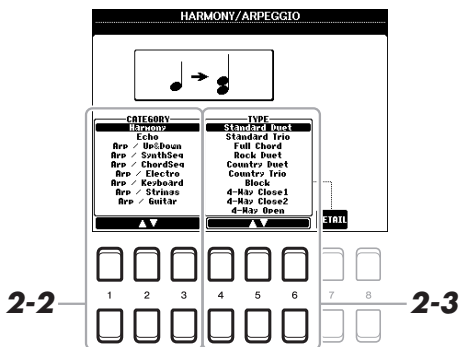 HARMONY/ARPEGGIO
CATEGORY
Harmony
Echo
Arp / Up&Down
Arp / SynthSeq
Arp / ChordSeq
Arp / Electro
Arp / Keyboard
Arp / Strings
Arp / Guitar
▲▼
TYPE
Standard Duet
Standard Trio
Full Chord
Rock Duet
Country Duet
Country Trio
Block
4-Way Close1
4-Way Close2
4-Way Open
▲▼
ETAIL
2-2
1 2 3 4 5 6 7 8
2-3